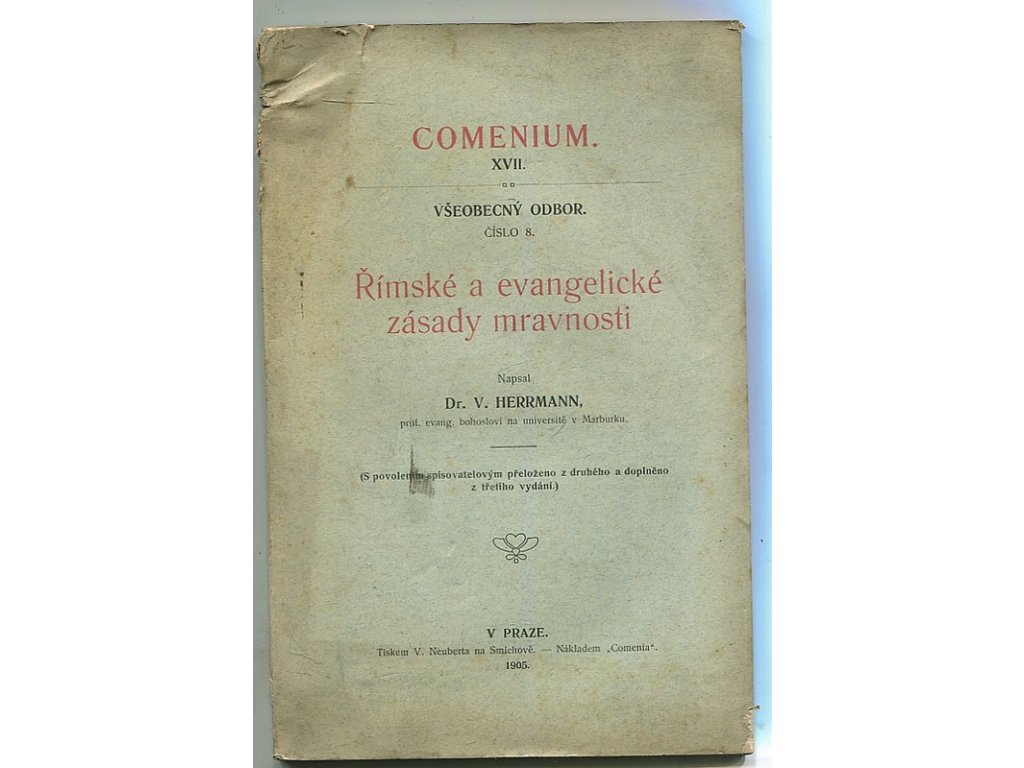 COMENIUM.
XVII.
VŠEOBECNÝ ODBOR.
ČÍSLO 8.
Římské a evangelické
zásady mravnosti
Napsal
Dr. V. HERRMANN,
prof. evang. bohosloví na universitě v Marburku.
(S povolením spisovatelovým přeloženo z druhého a doplněno
z třetího vydání.)
V PRAZE.
Tiskem V. Neuberta na Smíchově. — Nákladem „Comenia“.
1905.